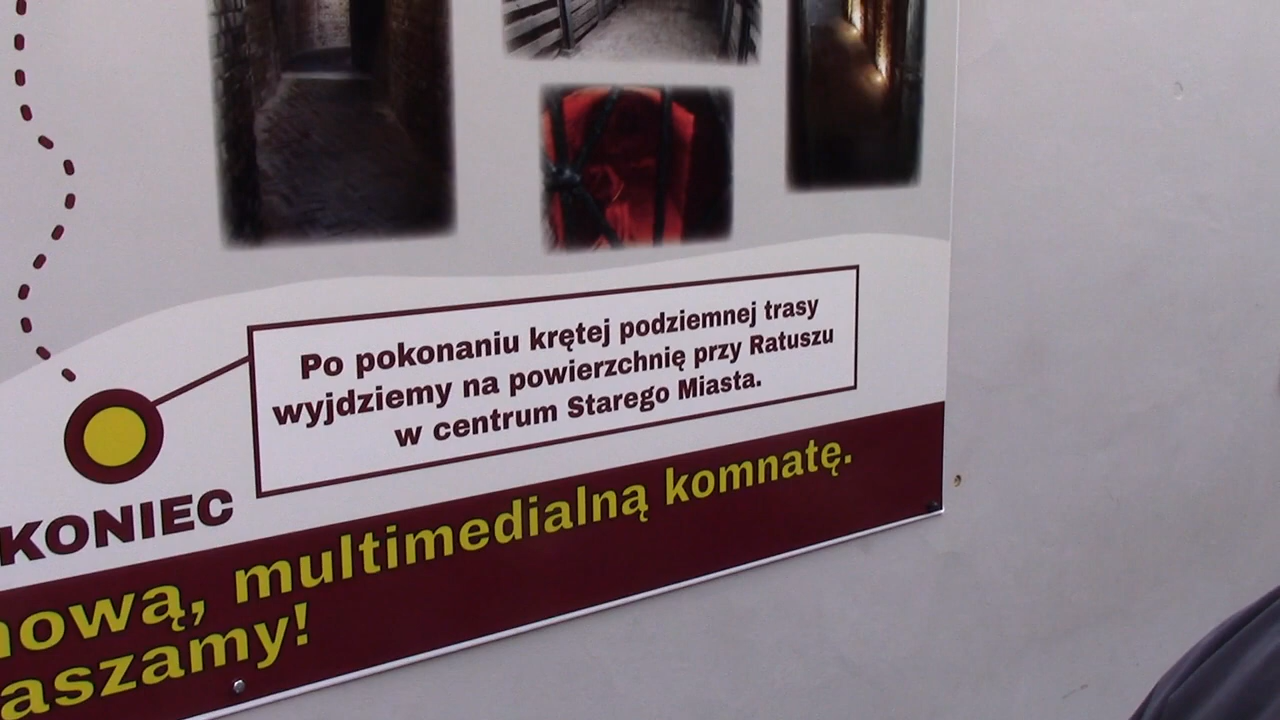 Po pokonaniu krętej podziemnej trasy
wyjdziemy na powierzchnię przy Ratuszu
w centrum Starego Miasta.
KONIEC
nową, multimedialną komnatę.
aszamy!